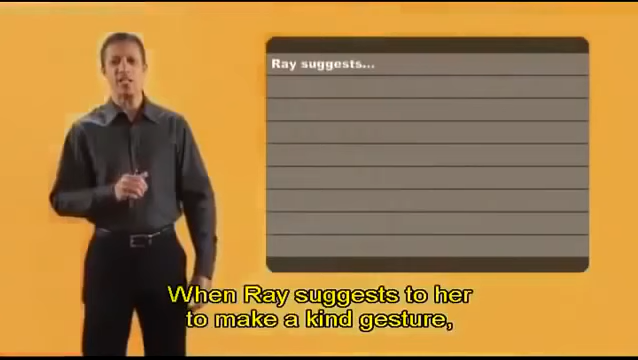 Ray suggests...
When Ray suggests to her
to make a kind gesture,